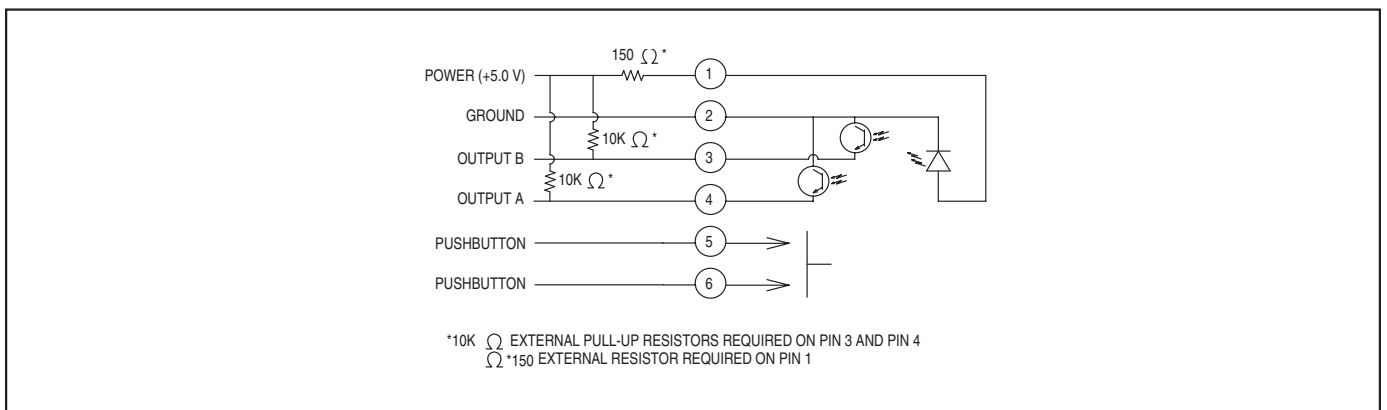 150 Ω *
POWER (+5.0 V)
1
GROUND
2
10K Ω *
OUTPUT B
3
10K Ω *
OUTPUT A
4
PUSHBUTTON
5
PUSHBUTTON
6
*10K Ω EXTERNAL PULL-UP RESISTORS REQUIRED ON PIN 3 AND PIN 4
Ω *150 EXTERNAL RESISTOR REQUIRED ON PIN 1